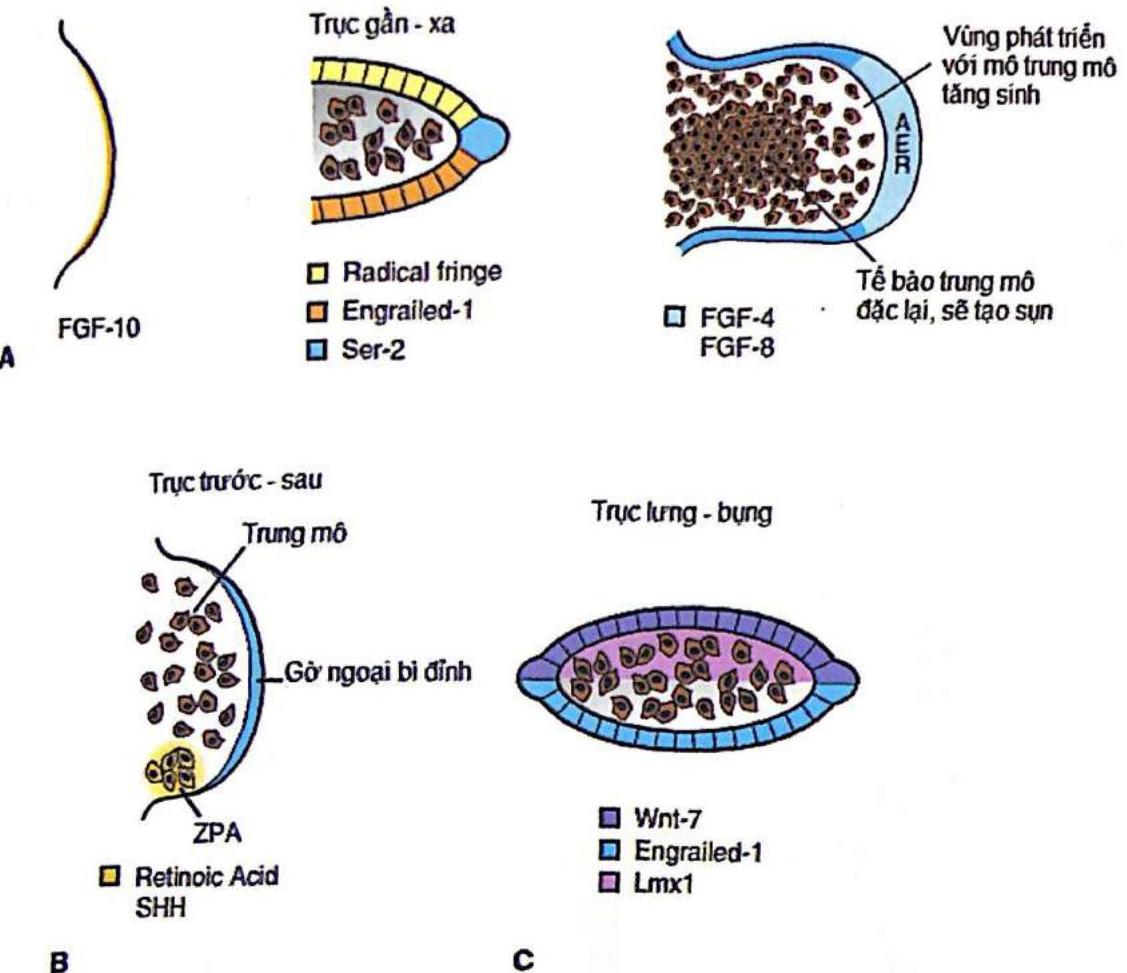 Trục gần - xa
Vùng phát triển
với mô trung mô
tăng sinh
AER
Tế bào trung mô
đặc lại, sẽ tạo sụn
FGF-10
Radical fringe
Engrailed-1
Ser-2
FGF-4
FGF-8
A
Trục trước - sau
Trung mô
Gờ ngoại bì đỉnh
ZPA
Retinoic Acid
SHH
B
Trục lưng - bụng
Wnt-7
Engrailed-1
Lmx1
C